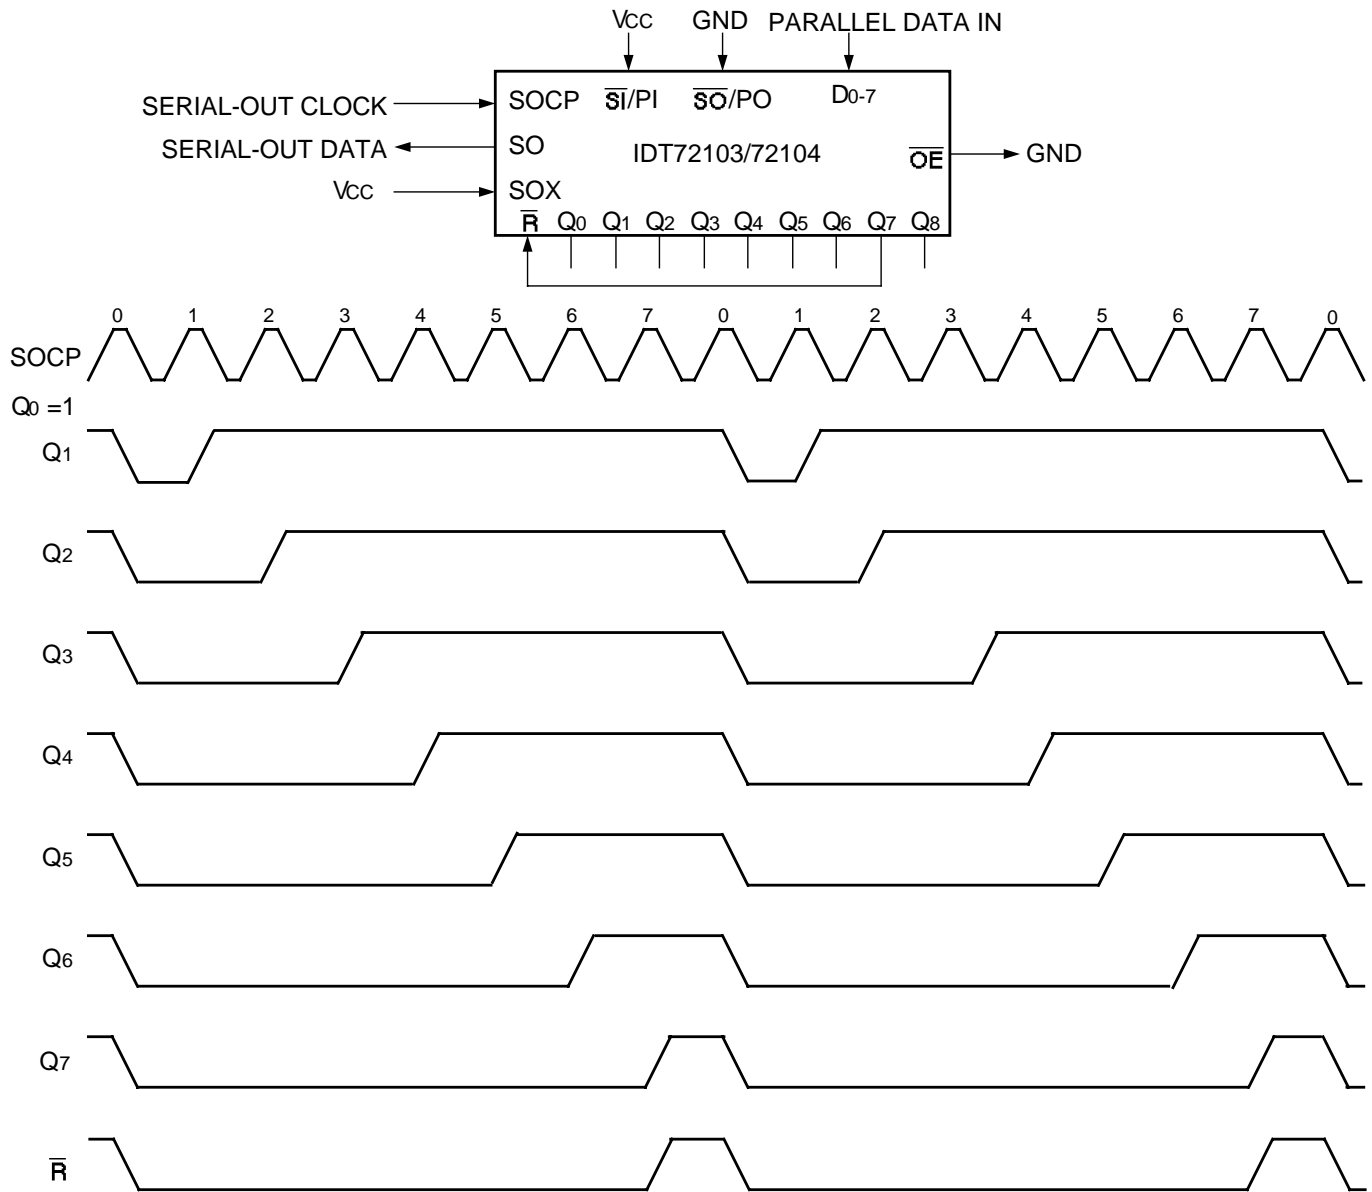 VCC GND PARALLEL DATA IN
SERIAL-OUT CLOCK SOCP S̅I̅/PI S̅O̅/PO D0-7
SERIAL-OUT DATA SO IDT72103/72104 O̅E̅ GND
VCC SOX
R̅ Q0 Q1 Q2 Q3 Q4 Q5 Q6 Q7 Q8
0 1 2 3 4 5 6 7 0 1 2 3 4 5 6 7 0
SOCP
Q0 =1
Q1
Q2
Q3
Q4
Q5
Q6
Q7
R̅